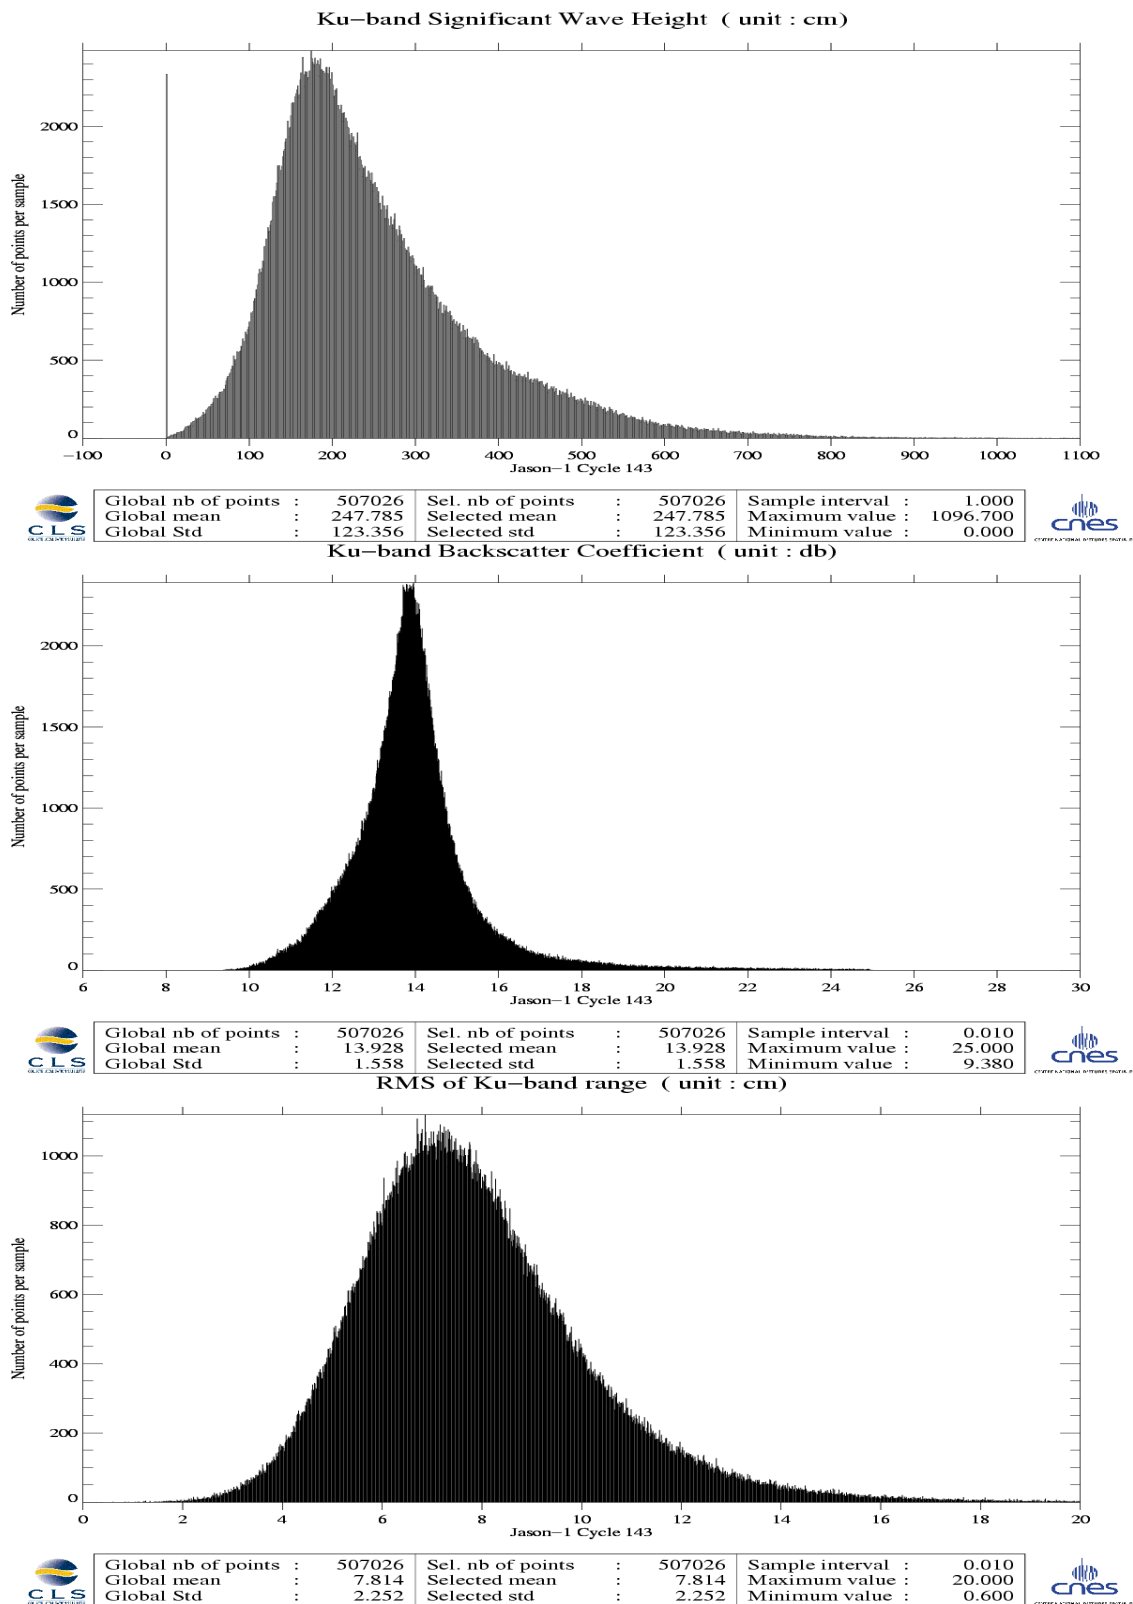 Ku-band Significant Wave Height ( unit : cm)
Number of points per sample
2000
1500
1000
500
0
-100 0 100 200 300 400 500 600 700 800 900 1000 1100
Jason-1 Cycle 143
CLS
Global nb of points : 507026 Sel. nb of points : 507026 Sample interval : 1.000
Global mean : 247.785 Selected mean : 247.785 Maximum value : 1096.700
Global Std : 123.356 Selected std : 123.356 Minimum value : 0.000
cnes
Ku-band Backscatter Coefficient ( unit : db)
Number of points per sample
2000
1500
1000
500
0
6 8 10 12 14 16 18 20 22 24 26 28 30
Jason-1 Cycle 143
CLS
Global nb of points : 507026 Sel. nb of points : 507026 Sample interval : 0.010
Global mean : 13.928 Selected mean : 13.928 Maximum value : 25.000
Global Std : 1.558 Selected std : 1.558 Minimum value : 9.380
cnes
RMS of Ku-band range ( unit : cm)
Number of points per sample
1000
800
600
400
200
0
0 2 4 6 8 10 12 14 16 18 20
Jason-1 Cycle 143
CLS
Global nb of points : 507026 Sel. nb of points : 507026 Sample interval : 0.010
Global mean : 7.814 Selected mean : 7.814 Maximum value : 20.000
Global Std : 2.252 Selected std : 2.252 Minimum value : 0.600
cnes